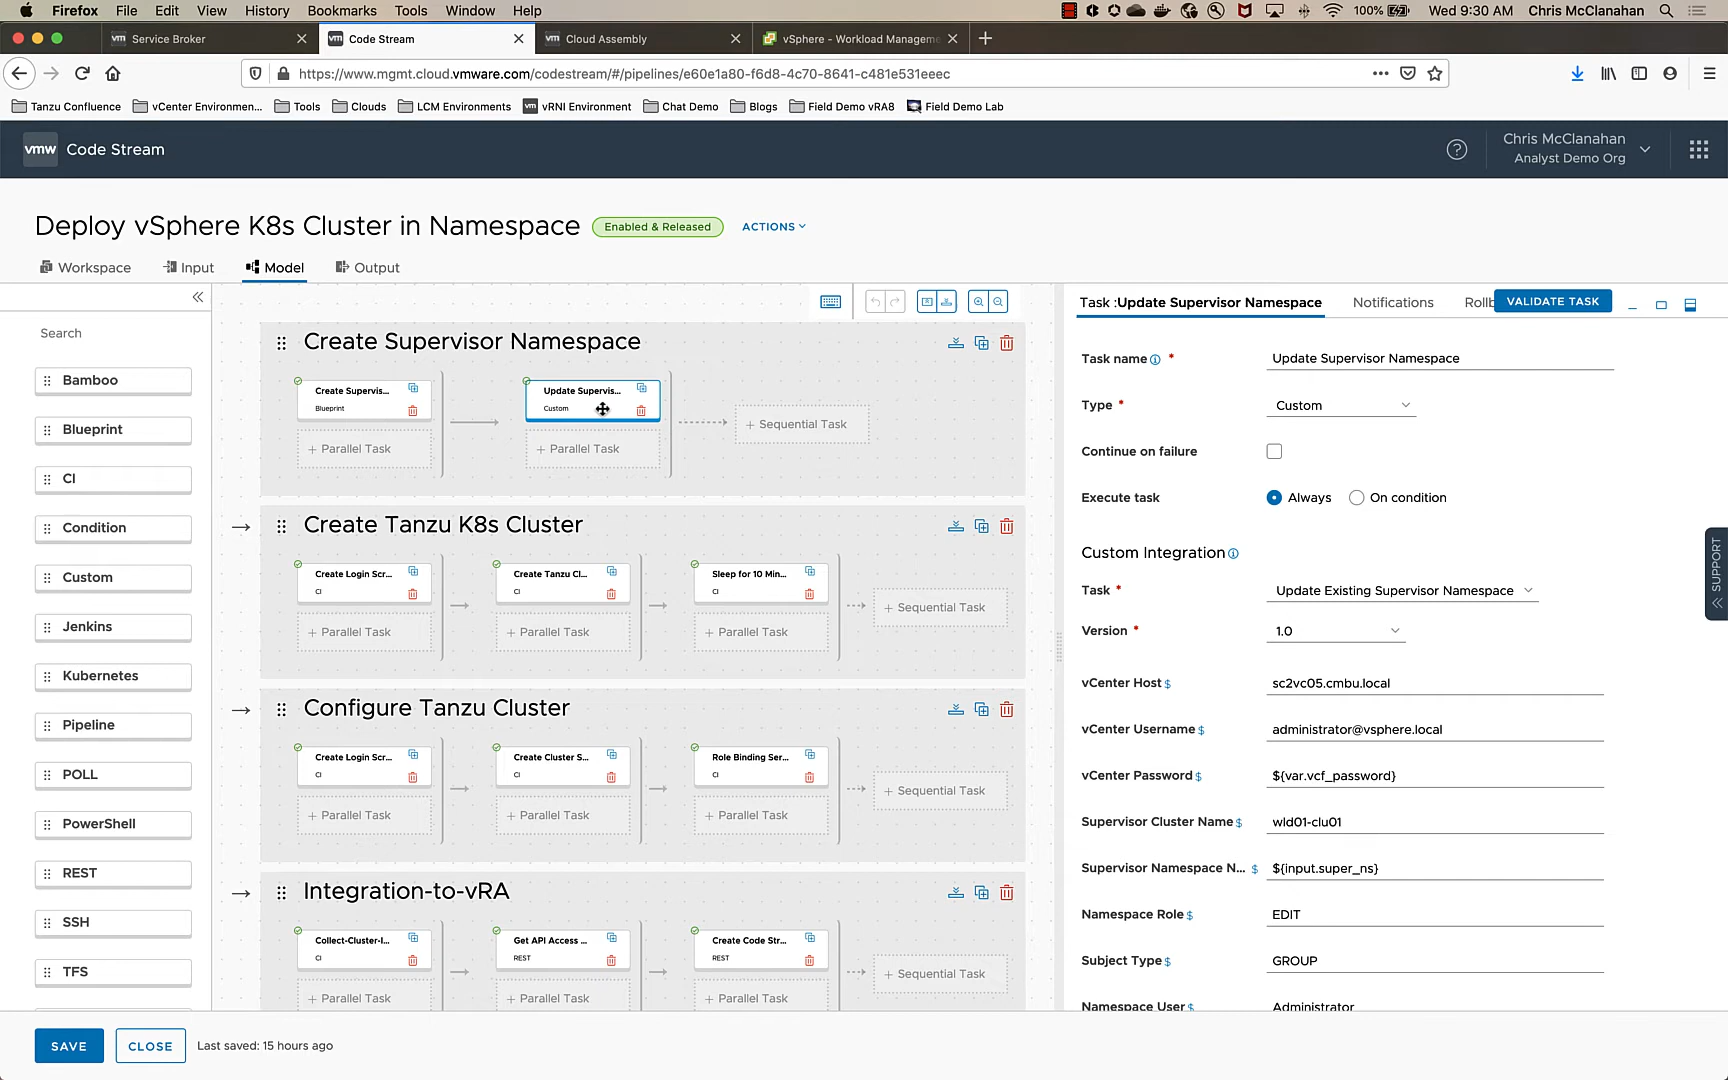 Firefox File Edit View History Bookmarks Tools Window Help
100% Wed 9:30 AM Chris McClanahan
vm Service Broker
vm Code Stream
vm Cloud Assembly
vSphere - Workload Manageme
https://www.mgmt.cloud.vmware.com/codestream/#/pipelines/e60e1a80-f6d8-4c70-8641-c481e531eeec
Tanzu Confluence vCenter Environmen... Tools Clouds LCM Environments vm vRNI Environment Chat Demo Blogs Field Demo vRA8 Field Demo Lab
vmw Code Stream
Chris McClanahan
Analyst Demo Org
Deploy vSphere K8s Cluster in Namespace
Enabled & Released
ACTIONS
Workspace Input Model Output
Search
Bamboo
Blueprint
CI
Condition
Custom
Jenkins
Kubernetes
Pipeline
POLL
PowerShell
REST
SSH
TFS
Create Supervisor Namespace
Create Supervis...
Blueprint
+ Parallel Task
Update Supervis...
Custom
+ Parallel Task
+ Sequential Task
Create Tanzu K8s Cluster
Create Login Scr...
CI
+ Parallel Task
Create Tanzu Cl...
CI
+ Parallel Task
Sleep for 10 Min...
CI
+ Parallel Task
+ Sequential Task
Configure Tanzu Cluster
Create Login Scr...
CI
+ Parallel Task
Create Cluster S...
CI
+ Parallel Task
Role Binding Ser...
CI
+ Parallel Task
+ Sequential Task
Integration-to-vRA
Collect-Cluster-I...
CI
+ Parallel Task
Get API Access ...
REST
+ Parallel Task
Create Code Str...
REST
+ Parallel Task
+ Sequential Task
Task :Update Supervisor Namespace
Notifications
Rollb
VALIDATE TASK
Task name * Update Supervisor Namespace
Type * Custom
Continue on failure
Execute task Always On condition
Custom Integration
Task * Update Existing Supervisor Namespace
Version * 1.0
vCenter Host $ sc2vc05.cmbu.local
vCenter Username $ administrator@vsphere.local
vCenter Password $ ${var.vcf_password}
Supervisor Cluster Name $ wld01-clu01
Supervisor Namespace N... $ ${input.super_ns}
Namespace Role $ EDIT
Subject Type $ GROUP
Namespace User $ Administrator
SUPPORT
SAVE CLOSE Last saved: 15 hours ago